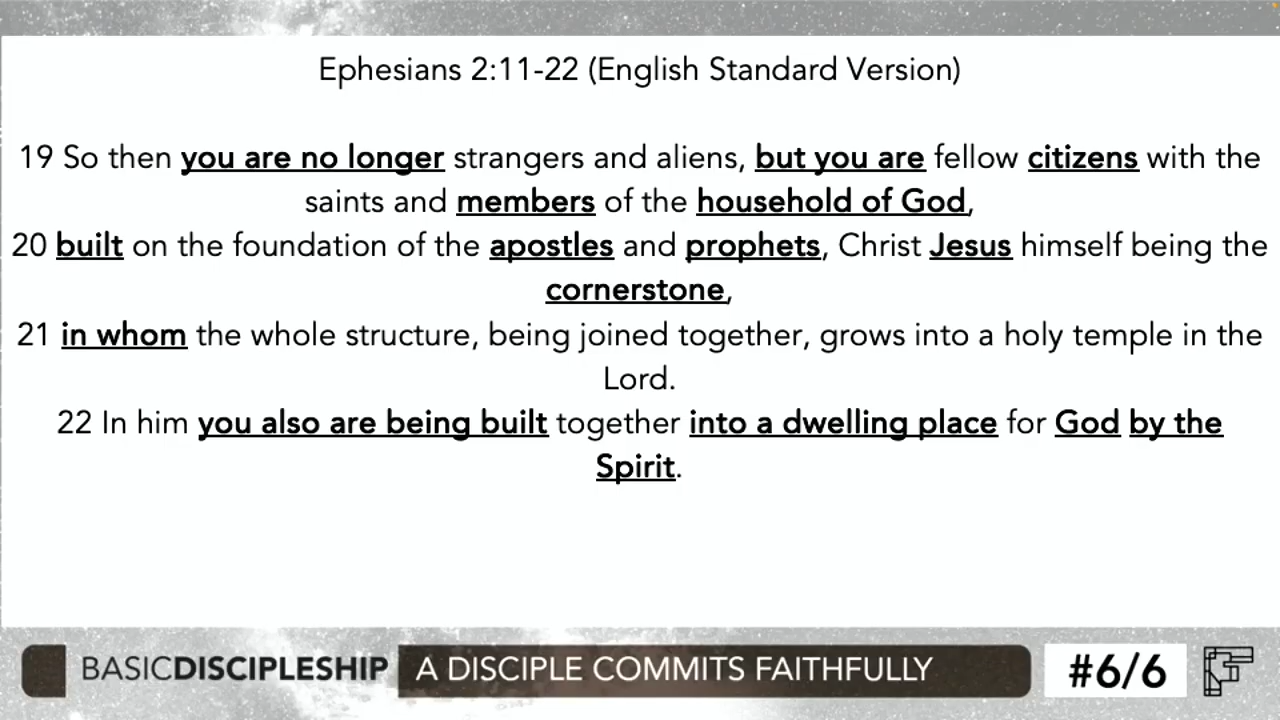 Ephesians 2:11-22 (English Standard Version)
19 So then you are no longer strangers and aliens, but you are fellow citizens with the
saints and members of the household of God,
20 built on the foundation of the apostles and prophets, Christ Jesus himself being the
cornerstone,
21 in whom the whole structure, being joined together, grows into a holy temple in the
Lord.
22 In him you also are being built together into a dwelling place for God by the
Spirit.
BASICDISCIPLESHIP A DISCIPLE COMMITS FAITHFULLY #6/6